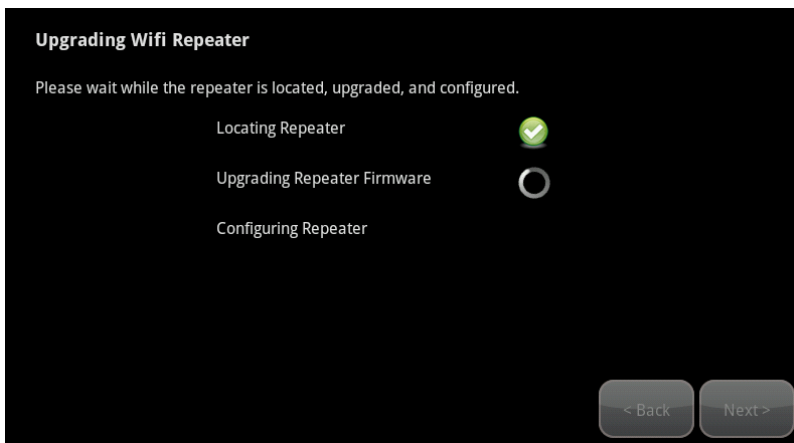 Upgrading Wifi Repeater
Please wait while the repeater is located, upgraded, and configured.
Locating Repeater
Upgrading Repeater Firmware
Configuring Repeater
< Back Next >